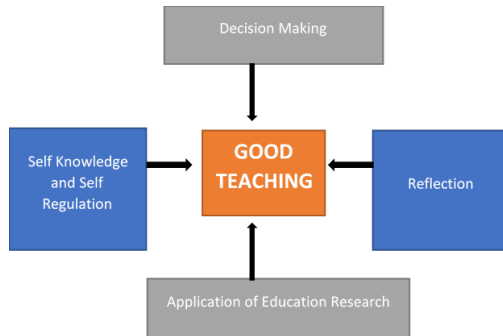 Decision Making
Self Knowledge
and Self
Regulation
GOOD
TEACHING
Reflection
Application of Education Research